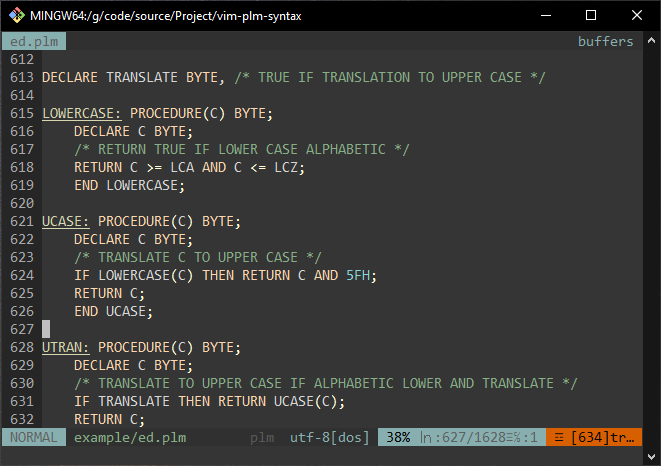 MINGW64:/g/code/source/Project/vim-plm-syntax
ed.plm buffers
612
613 DECLARE TRANSLATE BYTE, /* TRUE IF TRANSLATION TO UPPER CASE */
614
615 LOWERCASE: PROCEDURE(C) BYTE;
616     DECLARE C BYTE;
617     /* RETURN TRUE IF LOWER CASE ALPHABETIC */
618     RETURN C >= LCA AND C <= LCZ;
619     END LOWERCASE;
620
621 UCASE: PROCEDURE(C) BYTE;
622     DECLARE C BYTE;
623     /* TRANSLATE C TO UPPER CASE */
624     IF LOWERCASE(C) THEN RETURN C AND 5FH;
625     RETURN C;
626     END UCASE;
627
628 UTRAN: PROCEDURE(C) BYTE;
629     DECLARE C BYTE;
630     /* TRANSLATE TO UPPER CASE IF ALPHABETIC LOWER AND TRANSLATE */
631     IF TRANSLATE THEN RETURN UCASE(C);
632     RETURN C;
NORMAL example/ed.plm plm utf-8[dos] 38% ㏑:627/1628≡℅:1 ☲ [634]tr…